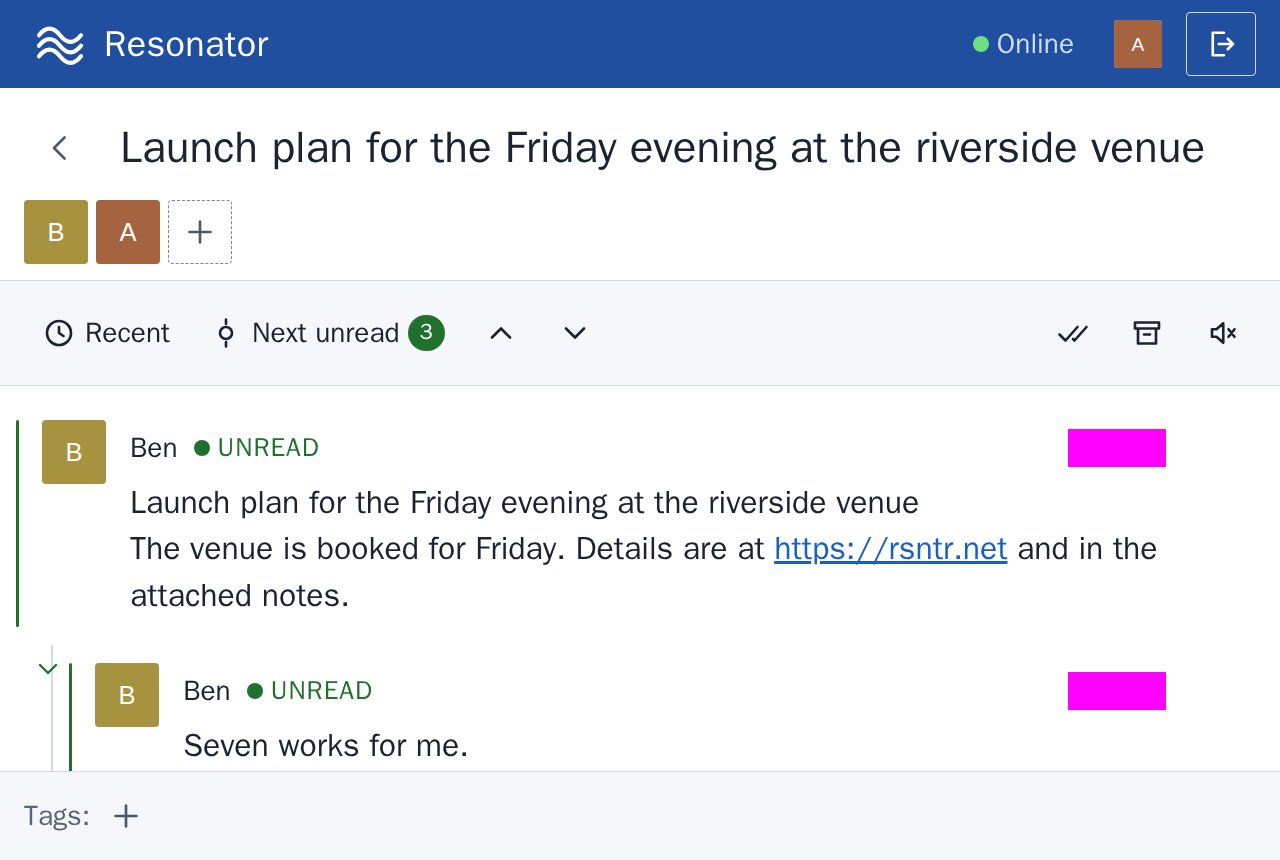 Resonator
Online
A
Launch plan for the Friday evening at the riverside venue
B A
Recent
Next unread 3
B
Ben UNREAD
Launch plan for the Friday evening at the riverside venue
The venue is booked for Friday. Details are at https://rsntr.net and in the
attached notes.
B
Ben UNREAD
Seven works for me.
Tags: